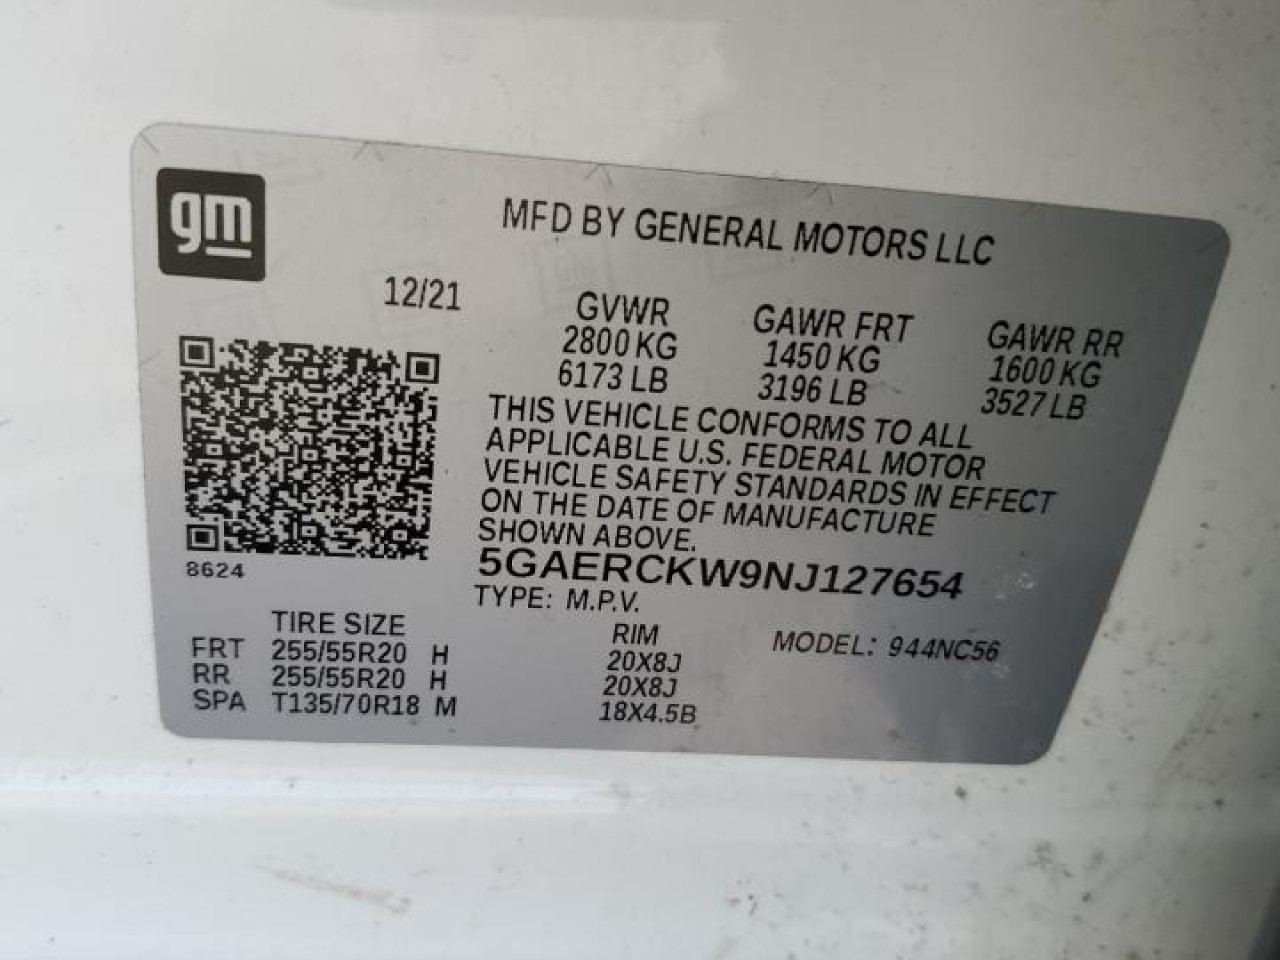 gm
MFD BY GENERAL MOTORS LLC
12/21
GVWR GAWR FRT GAWR RR
2800 KG 1450 KG 1600 KG
6173 LB 3196 LB 3527 LB
THIS VEHICLE CONFORMS TO ALL
APPLICABLE U.S. FEDERAL MOTOR
VEHICLE SAFETY STANDARDS IN EFFECT
ON THE DATE OF MANUFACTURE
SHOWN ABOVE.
8624
5GAERCKW9NJ127654
TYPE: M.P.V.
TIRE SIZE RIM MODEL: 944NC56
FRT 255/55R20 H 20X8J
RR 255/55R20 H 20X8J
SPA T135/70R18 M 18X4.5B